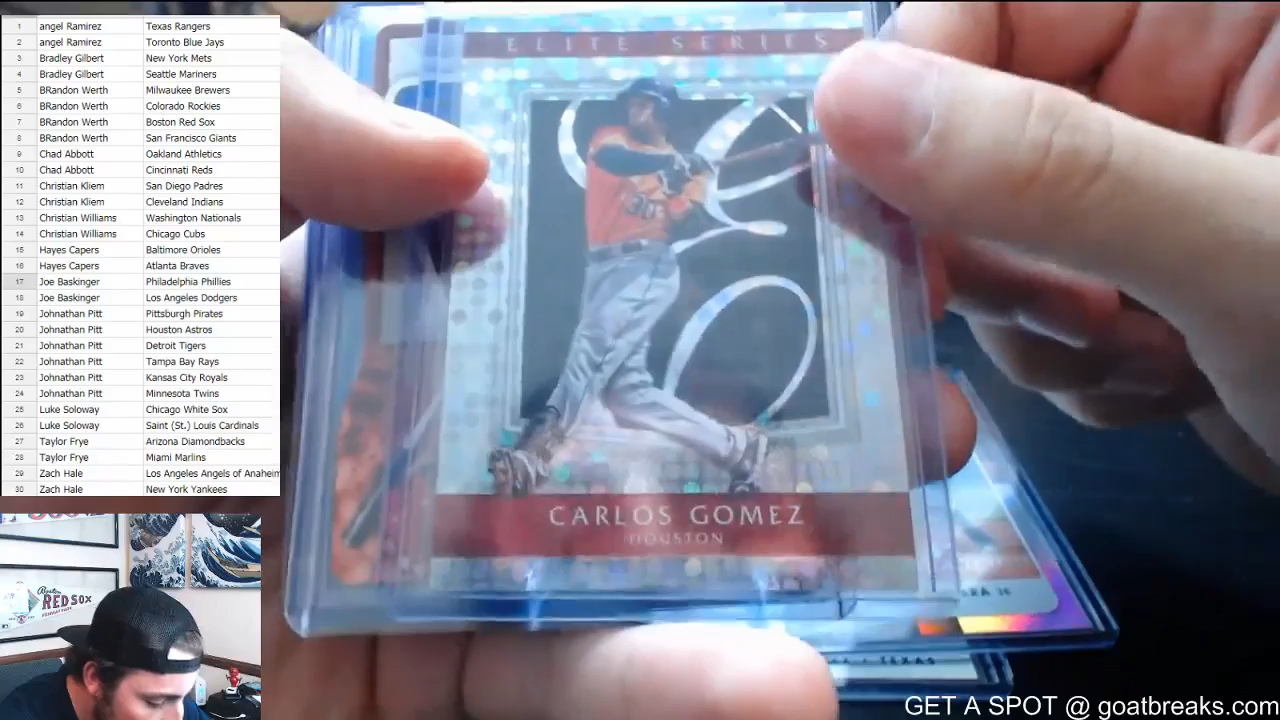 1 angel Ramirez Texas Rangers
2 angel Ramirez Toronto Blue Jays
3 Bradley Gilbert New York Mets
4 Bradley Gilbert Seattle Mariners
5 BRandon Werth Milwaukee Brewers
6 BRandon Werth Colorado Rockies
7 BRandon Werth Boston Red Sox
8 BRandon Werth San Francisco Giants
9 Chad Abbott Oakland Athletics
10 Chad Abbott Cincinnati Reds
11 Christian Kliem San Diego Padres
12 Christian Kliem Cleveland Indians
13 Christian Williams Washington Nationals
14 Christian Williams Chicago Cubs
15 Hayes Capers Baltimore Orioles
16 Hayes Capers Atlanta Braves
17 Joe Baskinger Philadelphia Phillies
18 Joe Baskinger Los Angeles Dodgers
19 Johnathan Pitt Pittsburgh Pirates
20 Johnathan Pitt Houston Astros
21 Johnathan Pitt Detroit Tigers
22 Johnathan Pitt Tampa Bay Rays
23 Johnathan Pitt Kansas City Royals
24 Johnathan Pitt Minnesota Twins
25 Luke Soloway Chicago White Sox
26 Luke Soloway Saint (St.) Louis Cardinals
27 Taylor Frye Arizona Diamondbacks
28 Taylor Frye Miami Marlins
29 Zach Hale Los Angeles Angels of Anaheim
30 Zach Hale New York Yankees
ELITE SERIES
30
CARLOS GOMEZ
HOUSTON
TEXAS
Boston
RED SOX
GET A SPOT @ goatbreaks.com